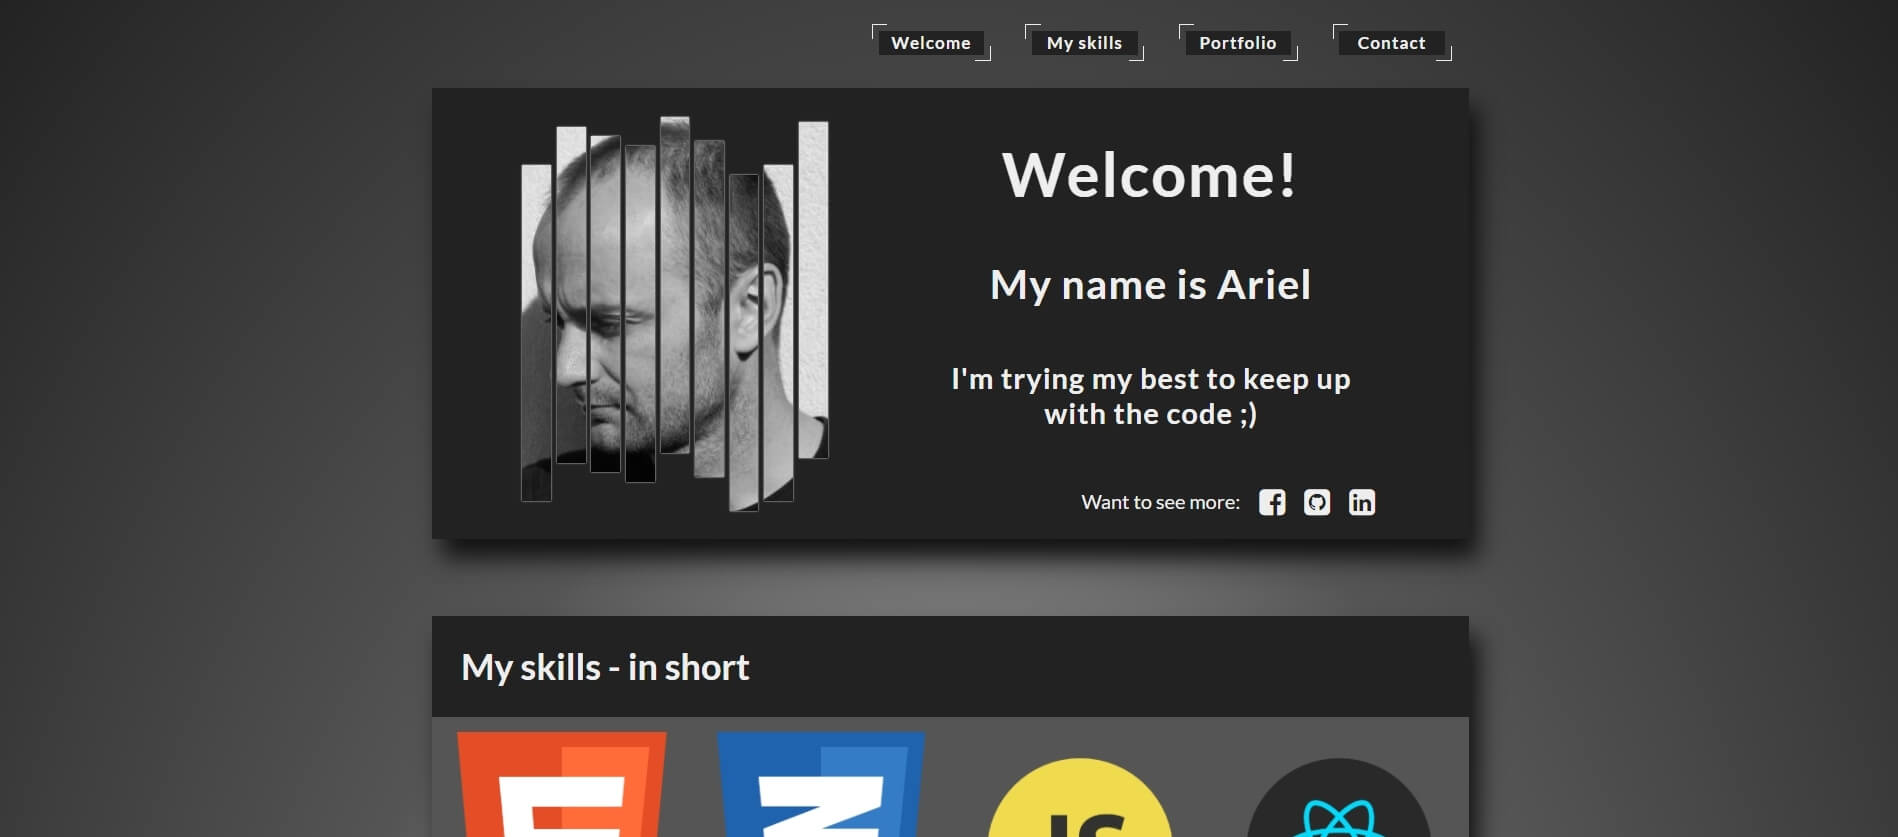 Welcome
My skills
Portfolio
Contact
Welcome!
My name is Ariel
I'm trying my best to keep up
with the code ;)
Want to see more:
My skills - in short
JS